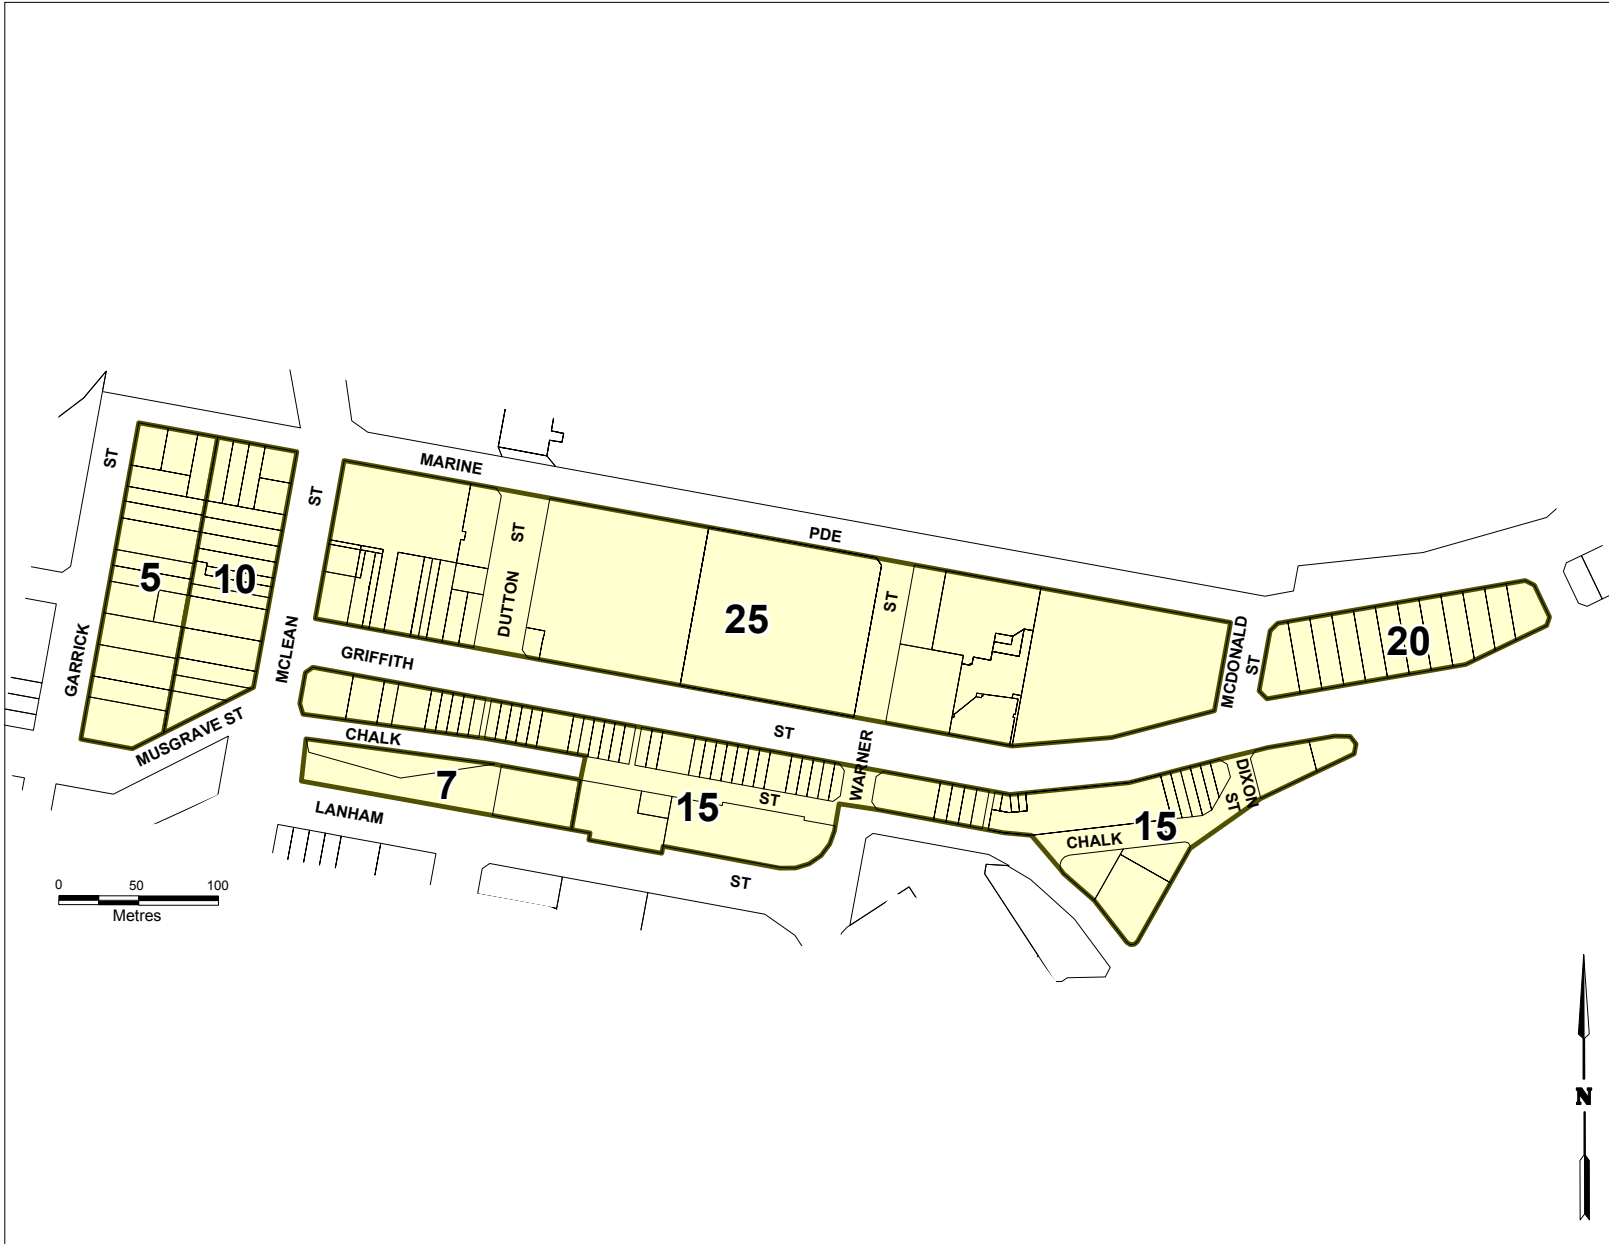 MARINE
ST
ST
ST
PDE
5
10
DUTTON
ST
25
GARRICK
MCLEAN
GRIFFITH
MCDONALD
ST
20
MUSGRAVE ST
CHALK
ST
WARNER
7
15
ST
DIXON
ST
15
CHALK
LANHAM
ST
0 50 100
Metres
N